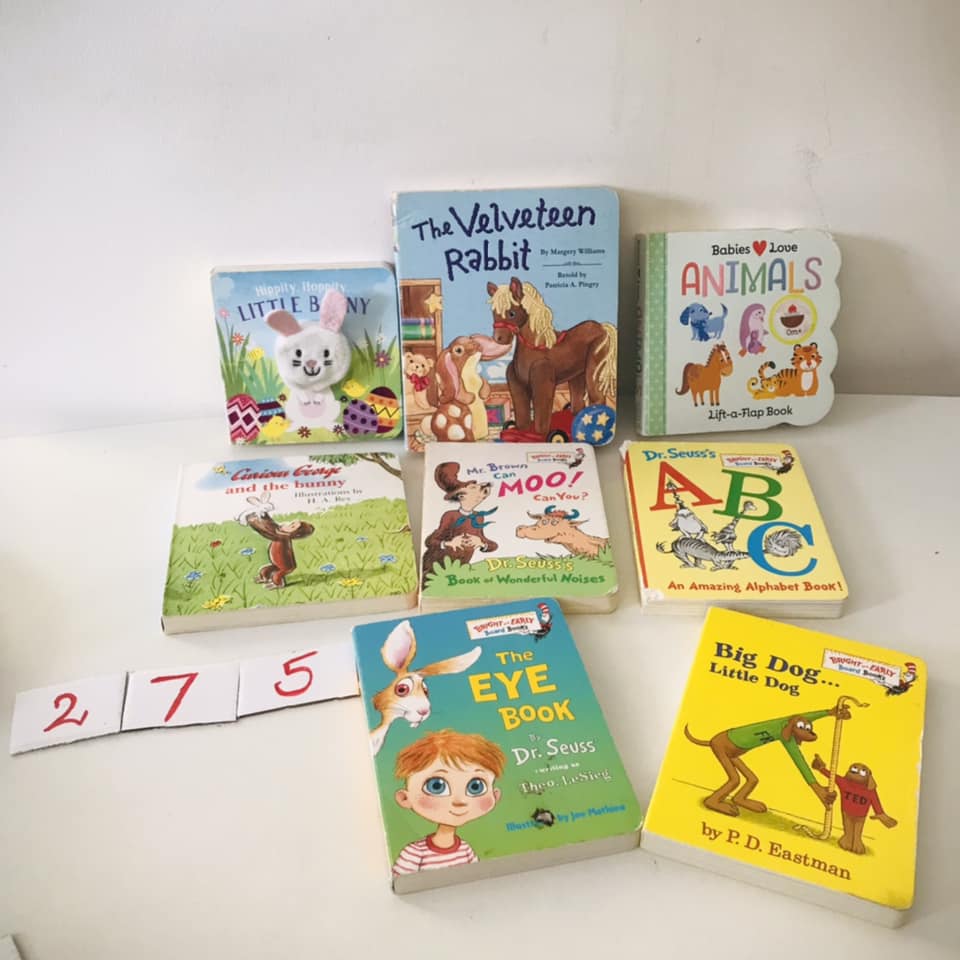 Hippity, Hoppity,
LITTLE BUNNY
The Velveteen
Rabbit
By Margery Williams
Retold by
Patricia A. Pingry
Babies Love
ANIMALS
0m+
Lift-a-Flap Book
Curious George
and the bunny
Illustrations by
H. A. Rey
BRIGHT and EARLY
Board Books
Mr. Brown
Can
MOO!
Can You?
Dr. Seuss's
Book of Wonderful Noises
Dr. Seuss's
BRIGHT and EARLY
Board Books
A B C
An Amazing Alphabet Book!
2 7 5
BRIGHT and EARLY
Board Books
The
EYE
BOOK
By
Dr. Seuss
writing as
Theo. LeSieg
by Joe Mathieu
Big Dog...
Little Dog
BRIGHT and EARLY
Board Books
TED
by P. D. Eastman